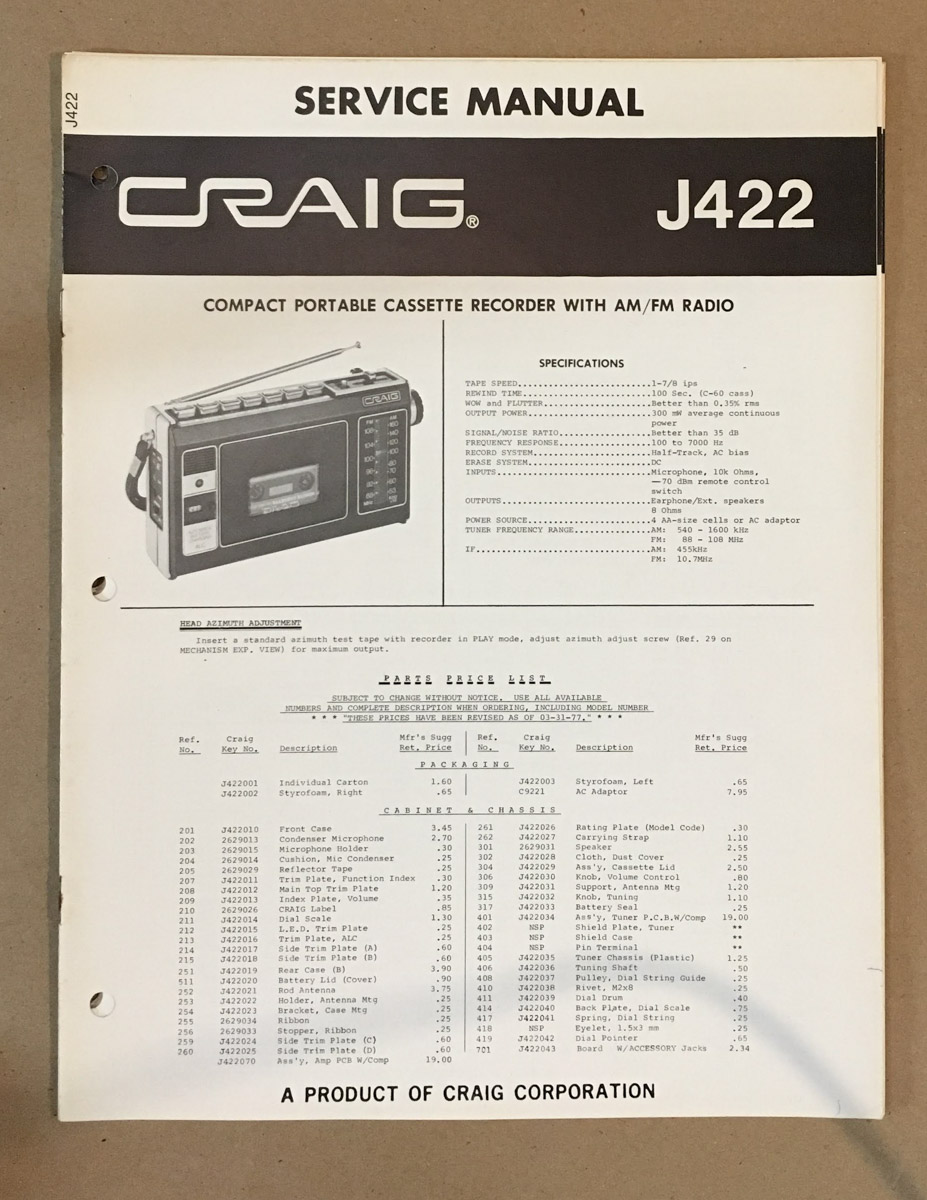 J422
SERVICE MANUAL
CRAIG® J422
COMPACT PORTABLE CASSETTE RECORDER WITH AM/FM RADIO
CRAIG
SPECIFICATIONS
TAPE SPEED..........................1-7/8 ips
REWIND TIME.........................100 Sec. (C-60 cass)
WOW and FLUTTER.....................Better than 0.35% rms
OUTPUT POWER........................300 mW average continuous
power
SIGNAL/NOISE RATIO..................Better than 35 dB
FREQUENCY RESPONSE..................100 to 7000 Hz
RECORD SYSTEM.......................Half-Track, AC bias
ERASE SYSTEM........................DC
INPUTS..............................Microphone, 10k Ohms,
—70 dBm remote control
switch
OUTPUTS.............................Earphone/Ext. speakers
8 Ohms
POWER SOURCE........................4 AA-size cells or AC adaptor
TUNER FREQUENCY RANGE...............AM: 540 - 1600 kHz
FM: 88 - 108 MHz
IF..................................AM: 455kHz
FM: 10.7MHz
HEAD AZIMUTH ADJUSTMENT
Insert a standard azimuth test tape with recorder in PLAY mode, adjust azimuth adjust screw (Ref. 29 on
MECHANISM EXP. VIEW) for maximum output.
PARTS PRICE LIST
SUBJECT TO CHANGE WITHOUT NOTICE. USE ALL AVAILABLE
NUMBERS AND COMPLETE DESCRIPTION WHEN ORDERING, INCLUDING MODEL NUMBER
* * * "THESE PRICES HAVE BEEN REVISED AS OF 03-31-77." * * *
Ref. Craig Mfr's Sugg Ref. Craig Mfr's Sugg
No. Key No. Description Ret. Price No. Key No. Description Ret. Price
PACKAGING
J422001 Individual Carton 1.60 J422003 Styrofoam, Left .65
J422002 Styrofoam, Right .65 C9221 AC Adaptor 7.95
CABINET & CHASSIS
201 J422010 Front Case 3.45 261 J422026 Rating Plate (Model Code) .30
202 2629013 Condenser Microphone 2.70 262 J422027 Carrying Strap 1.10
203 2629015 Microphone Holder .30 301 2629031 Speaker 2.55
204 2629014 Cushion, Mic Condenser .25 302 J422028 Cloth, Dust Cover .25
205 2629029 Reflector Tape .25 304 J422029 Ass'y, Cassette Lid 2.50
207 J422011 Trim Plate, Function Index .30 306 J422030 Knob, Volume Control .80
208 J422012 Main Top Trim Plate 1.20 309 J422031 Support, Antenna Mtg 1.20
209 J422013 Index Plate, Volume .35 315 J422032 Knob, Tuning 1.10
210 2629026 CRAIG Label .85 317 J422033 Battery Seal .25
211 J422014 Dial Scale 1.30 401 J422034 Ass'y, Tuner P.C.B.W/Comp 19.00
212 J422015 L.E.D. Trim Plate .25 402 NSP Shield Plate, Tuner **
213 J422016 Trim Plate, ALC .25 403 NSP Shield Case **
214 J422017 Side Trim Plate (A) .60 404 NSP Pin Terminal **
215 J422018 Side Trim Plate (B) .60 405 J422035 Tuner Chassis (Plastic) 1.25
251 J422019 Rear Case (B) 3.90 406 J422036 Tuning Shaft .50
511 J422020 Battery Lid (Cover) .90 408 J422037 Pulley, Dial String Guide .25
252 J422021 Rod Antenna 3.75 410 J422038 Rivet, M2x8 .25
253 J422022 Holder, Antenna Mtg .25 411 J422039 Dial Drum .40
254 J422023 Bracket, Case Mtg .25 414 J422040 Back Plate, Dial Scale .75
255 2629034 Ribbon .25 417 J422041 Spring, Dial String .25
256 2629033 Stopper, Ribbon .25 418 NSP Eyelet, 1.5x3 mm .25
259 J422024 Side Trim Plate (C) .60 419 J422042 Dial Pointer .65
260 J422025 Side Trim Plate (D) .60 701 J422043 Board W/ACCESSORY Jacks 2.34
J422070 Ass'y, Amp PCB W/Comp 19.00
A PRODUCT OF CRAIG CORPORATION